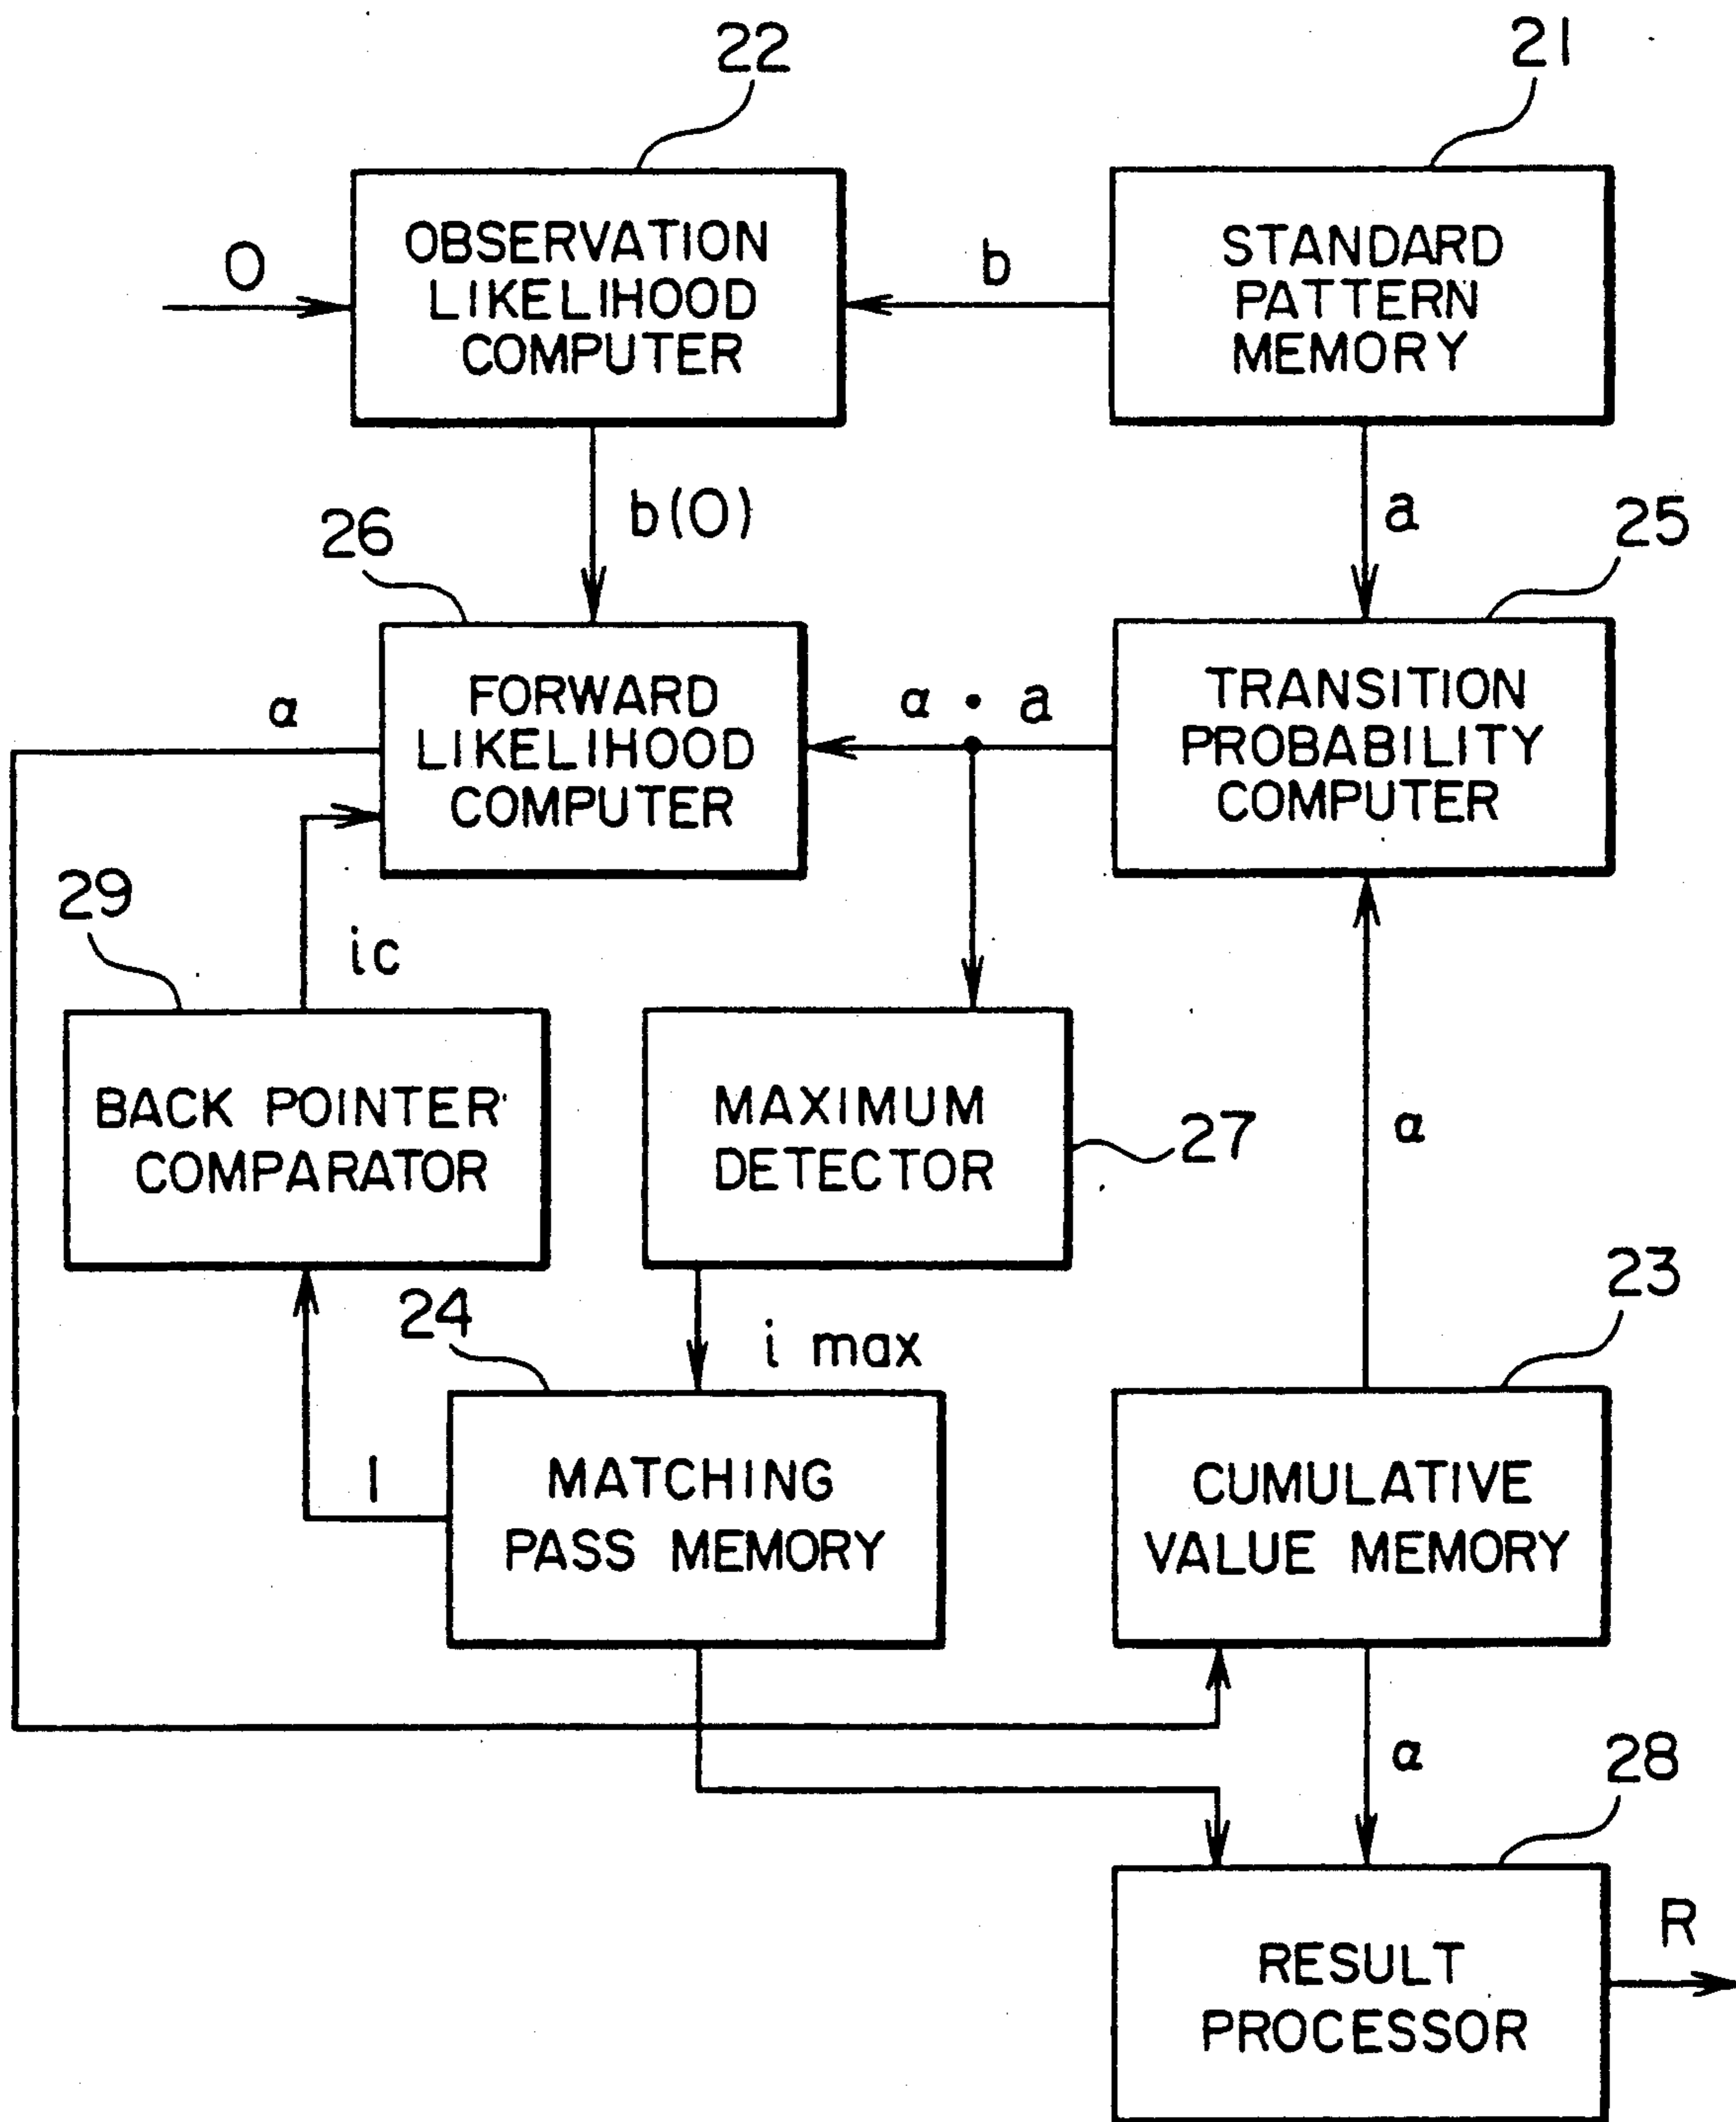 22
21
OBSERVATION
LIKELIHOOD
COMPUTER
STANDARD
PATTERN
MEMORY
O
b
b(O)
a
26
25
FORWARD
LIKELIHOOD
COMPUTER
TRANSITION
PROBABILITY
COMPUTER
α
α • a
29
ic
BACK POINTER
COMPARATOR
MAXIMUM
DETECTOR
27
α
24
i max
23
I
MATCHING
PASS MEMORY
CUMULATIVE
VALUE MEMORY
α
28
RESULT
PROCESSOR
R